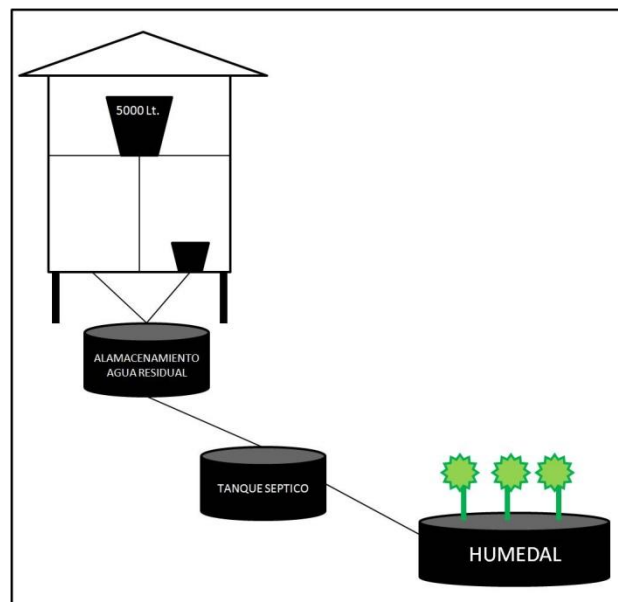 5000 Lt.
ALAMACENAMIENTO
AGUA RESIDUAL
TANQUE SEPTICO
HUMEDAL